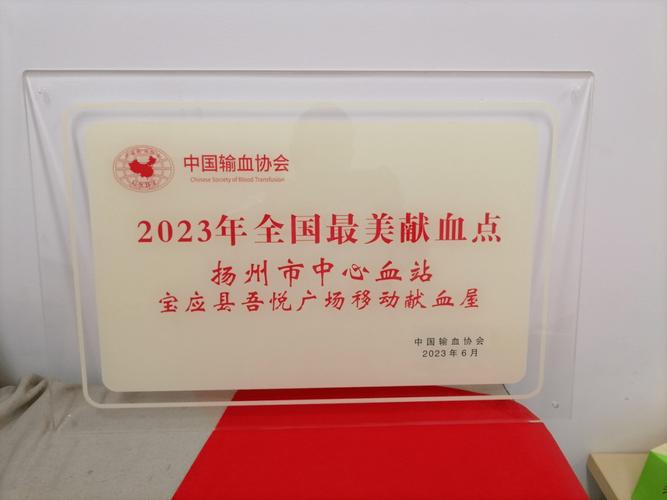 中国输血协会
Chinese Society of Blood Transfusion
2023年全国最美献血点
扬州市中心血站
宝应县吾悦广场移动献血屋
中国输血协会
2023年6月